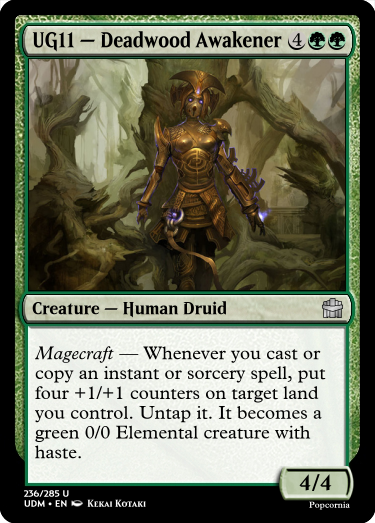 UG11 — Deadwood Awakener 4
Creature — Human Druid
Magecraft — Whenever you cast or
copy an instant or sorcery spell, put
four +1/+1 counters on target land
you control. Untap it. It becomes a
green 0/0 Elemental creature with
haste.
4/4
236/285 U
UDM • EN Kekai Kotaki
Popcornia